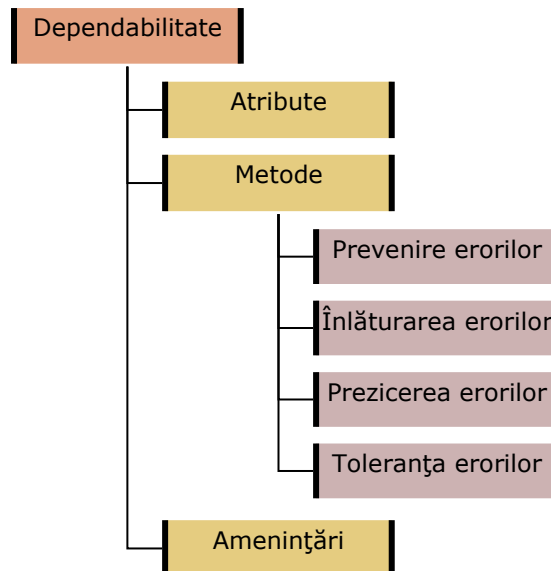 Dependabilitate
Atribute
Metode
Prevenire erorilor
Înlăturarea erorilor
Prezicerea erorilor
Toleranţa erorilor
Ameninţări